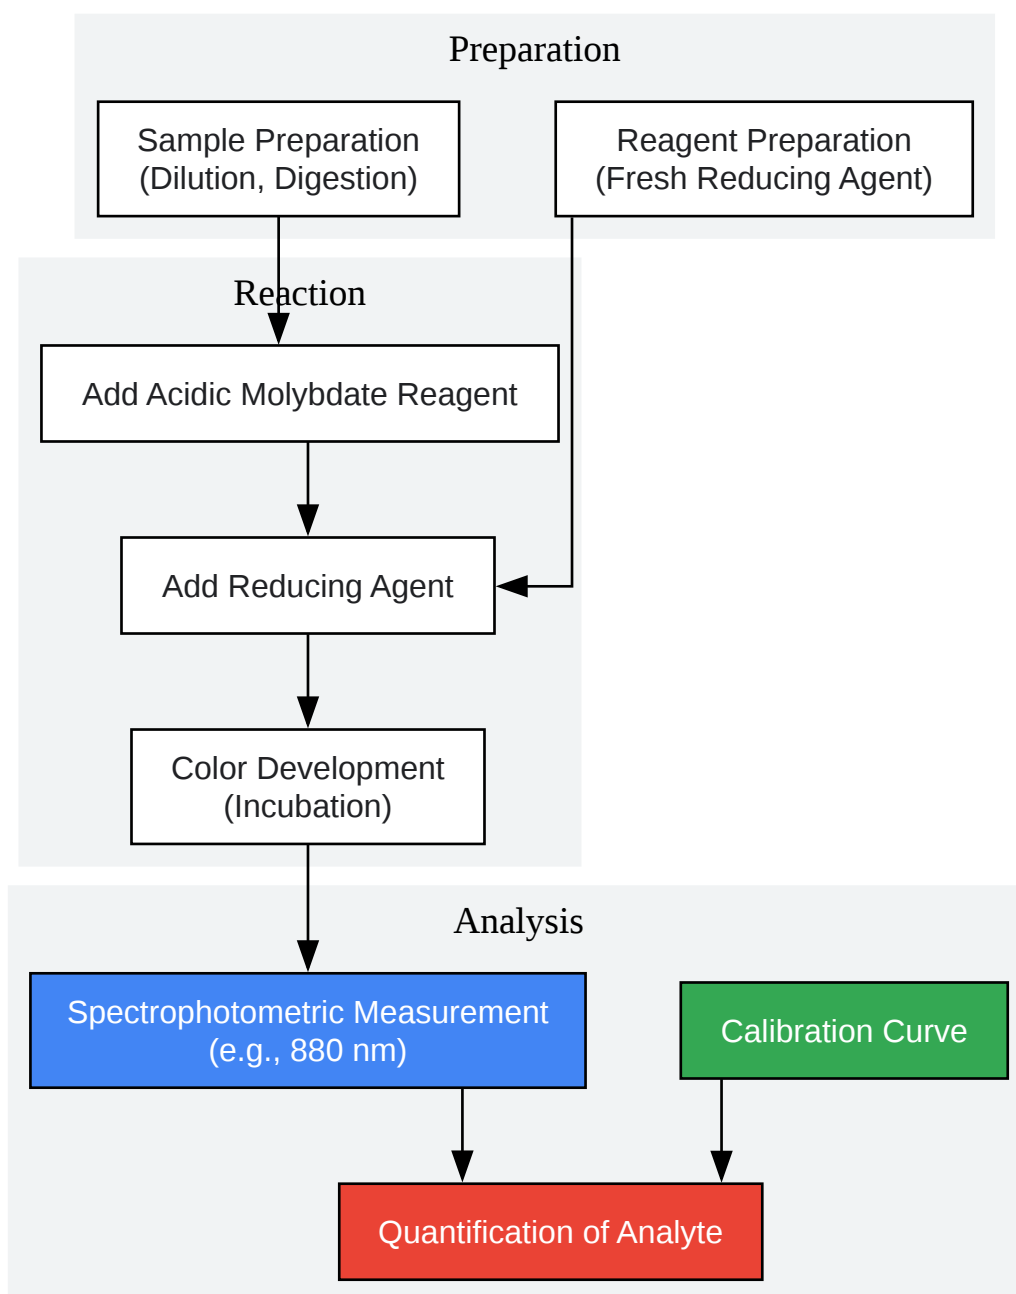 Preparation
Sample Preparation
(Dilution, Digestion)
Reagent Preparation
(Fresh Reducing Agent)
Reaction
Add Acidic Molybdate Reagent
Add Reducing Agent
Color Development
(Incubation)
Analysis
Spectrophotometric Measurement
(e.g., 880 nm)
Calibration Curve
Quantification of Analyte